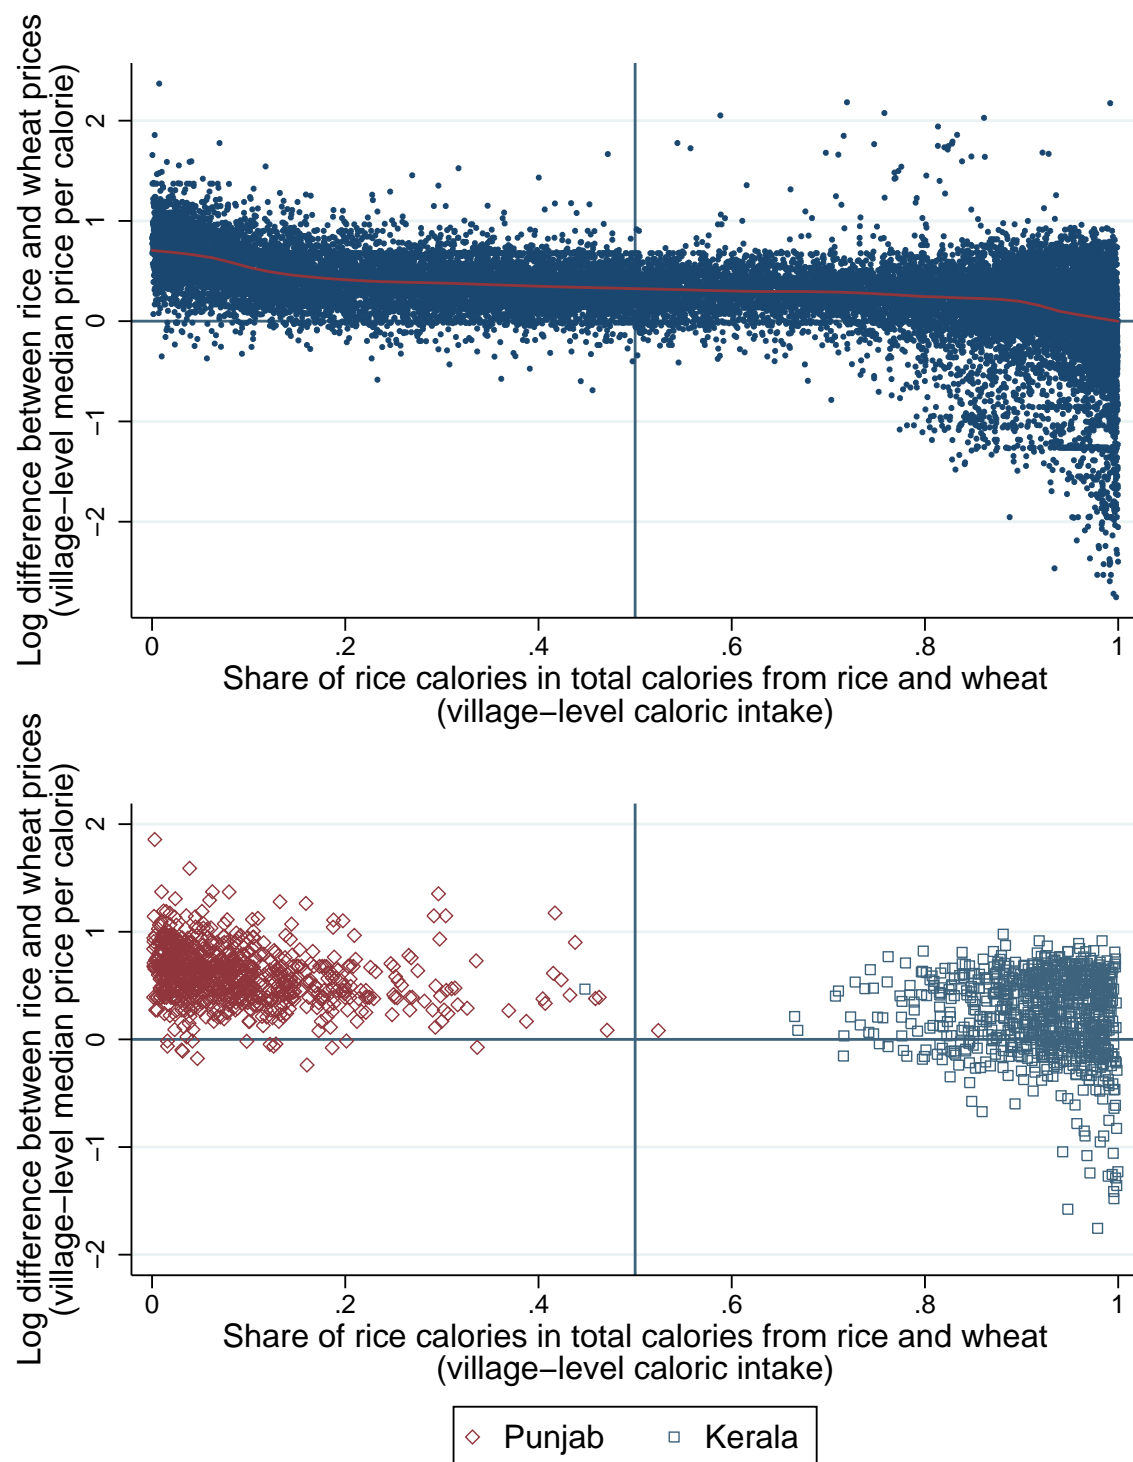 Log difference between rice and wheat prices
(village−level median price per calorie)
2
1
0
−1
−2
0 .2 .4 .6 .8 1
Share of rice calories in total calories from rice and wheat
(village−level caloric intake)
Log difference between rice and wheat prices
(village−level median price per calorie)
2
1
0
−1
−2
0 .2 .4 .6 .8 1
Share of rice calories in total calories from rice and wheat
(village−level caloric intake)
Punjab Kerala